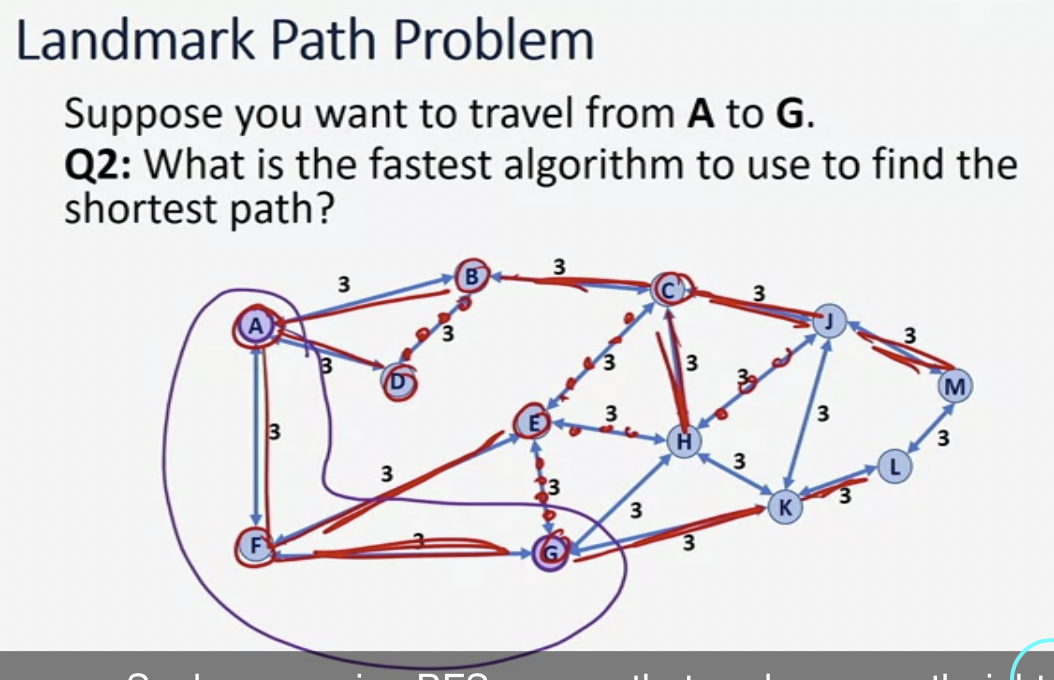 Landmark Path Problem
Suppose you want to travel from A to G.
Q2: What is the fastest algorithm to use to find the
shortest path?
3
B
3
C
3
J
A
3
3
D
3
3
3
3
M
3
E
3
3
H
3
3
3
L
3
3
K
3
F
3
G
3
BFS